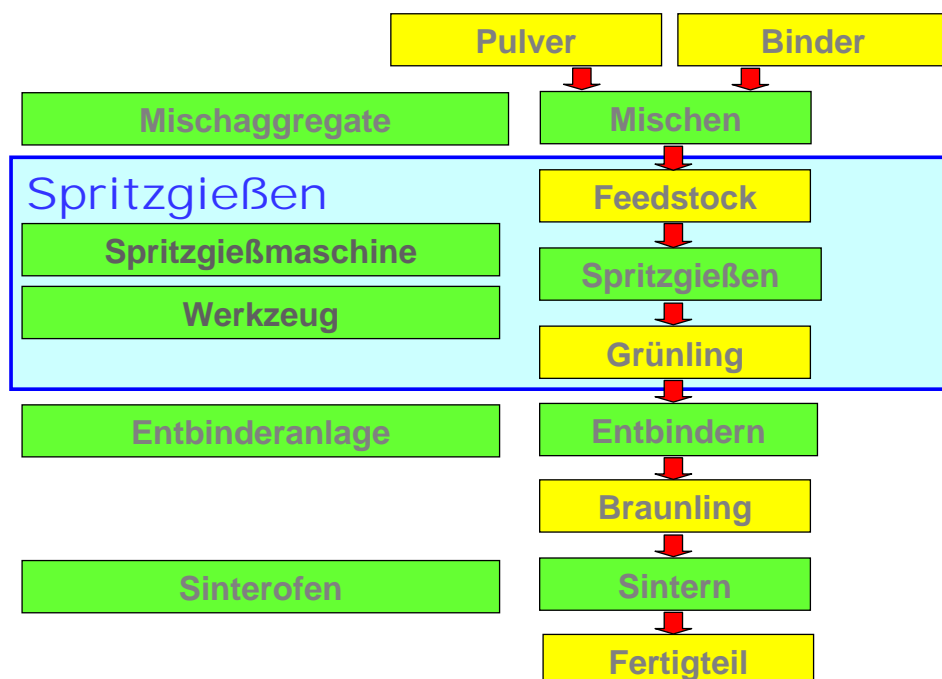 Pulver
Binder
Mischaggregate
Mischen
Spritzgießen
Feedstock
Spritzgießmaschine
Spritzgießen
Werkzeug
Grünling
Entbinderanlage
Entbindern
Braunling
Sinterofen
Sintern
Fertigteil